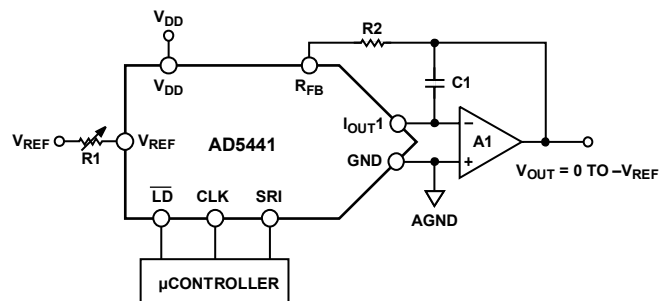 VDD
VDD
R2
RFB
C1
VREF
R1
VREF
AD5441
IOUT1
GND
A1
–
+
VOUT = 0 TO –VREF
AGND
LD
CLK
SRI
µCONTROLLER